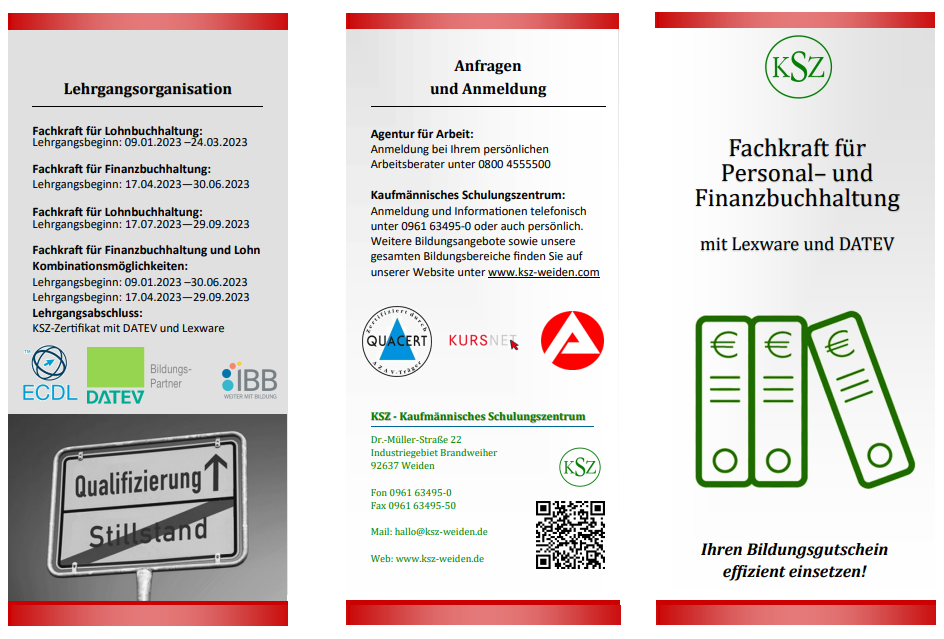 Lehrgangsorganisation
Fachkraft für Lohnbuchhaltung:
Lehrgangsbeginn: 09.01.2023 –24.03.2023
Fachkraft für Finanzbuchhaltung:
Lehrgangsbeginn: 17.04.2023—30.06.2023
Fachkraft für Lohnbuchhaltung:
Lehrgangsbeginn: 17.07.2023—29.09.2023
Fachkraft für Finanzbuchhaltung und Lohn
Kombinationsmöglichkeiten:
Lehrgangsbeginn: 09.01.2023 –30.06.2023
Lehrgangsbeginn: 17.04.2023—29.09.2023
Lehrgangsabschluss:
KSZ-Zertifikat mit DATEV und Lexware
™
ECDL
DATEV
Bildungs-
Partner
IBB
WEITER MIT BILDUNG
Qualifizierung
Stillstand
Anfragen
und Anmeldung
Agentur für Arbeit:
Anmeldung bei Ihrem persönlichen
Arbeitsberater unter 0800 4555500
Kaufmännisches Schulungszentrum:
Anmeldung und Informationen telefonisch
unter 0961 63495-0 oder auch persönlich.
Weitere Bildungsangebote sowie unsere
gesamten Bildungsbereiche finden Sie auf
unserer Website unter www.ksz-weiden.com
Zertifiziert durch
QUACERT
AZAV-Träger
KURSNET
KSZ - Kaufmännisches Schulungszentrum
Dr.-Müller-Straße 22
Industriegebiet Brandweiher
92637 Weiden
KSZ
Fon 0961 63495-0
Fax 0961 63495-50
Mail: hallo@ksz-weiden.de
Web: www.ksz-weiden.de
KSZ
Fachkraft für
Personal– und
Finanzbuchhaltung
mit Lexware und DATEV
€ € €
Ihren Bildungsgutschein
effizient einsetzen!